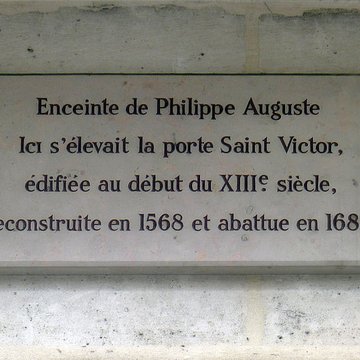 Enceinte de Philippe Auguste
Ici s'élevait la porte Saint Victor,
édifiée au début du XIIIe siècle,
econstruite en 1568 et abattue en 168